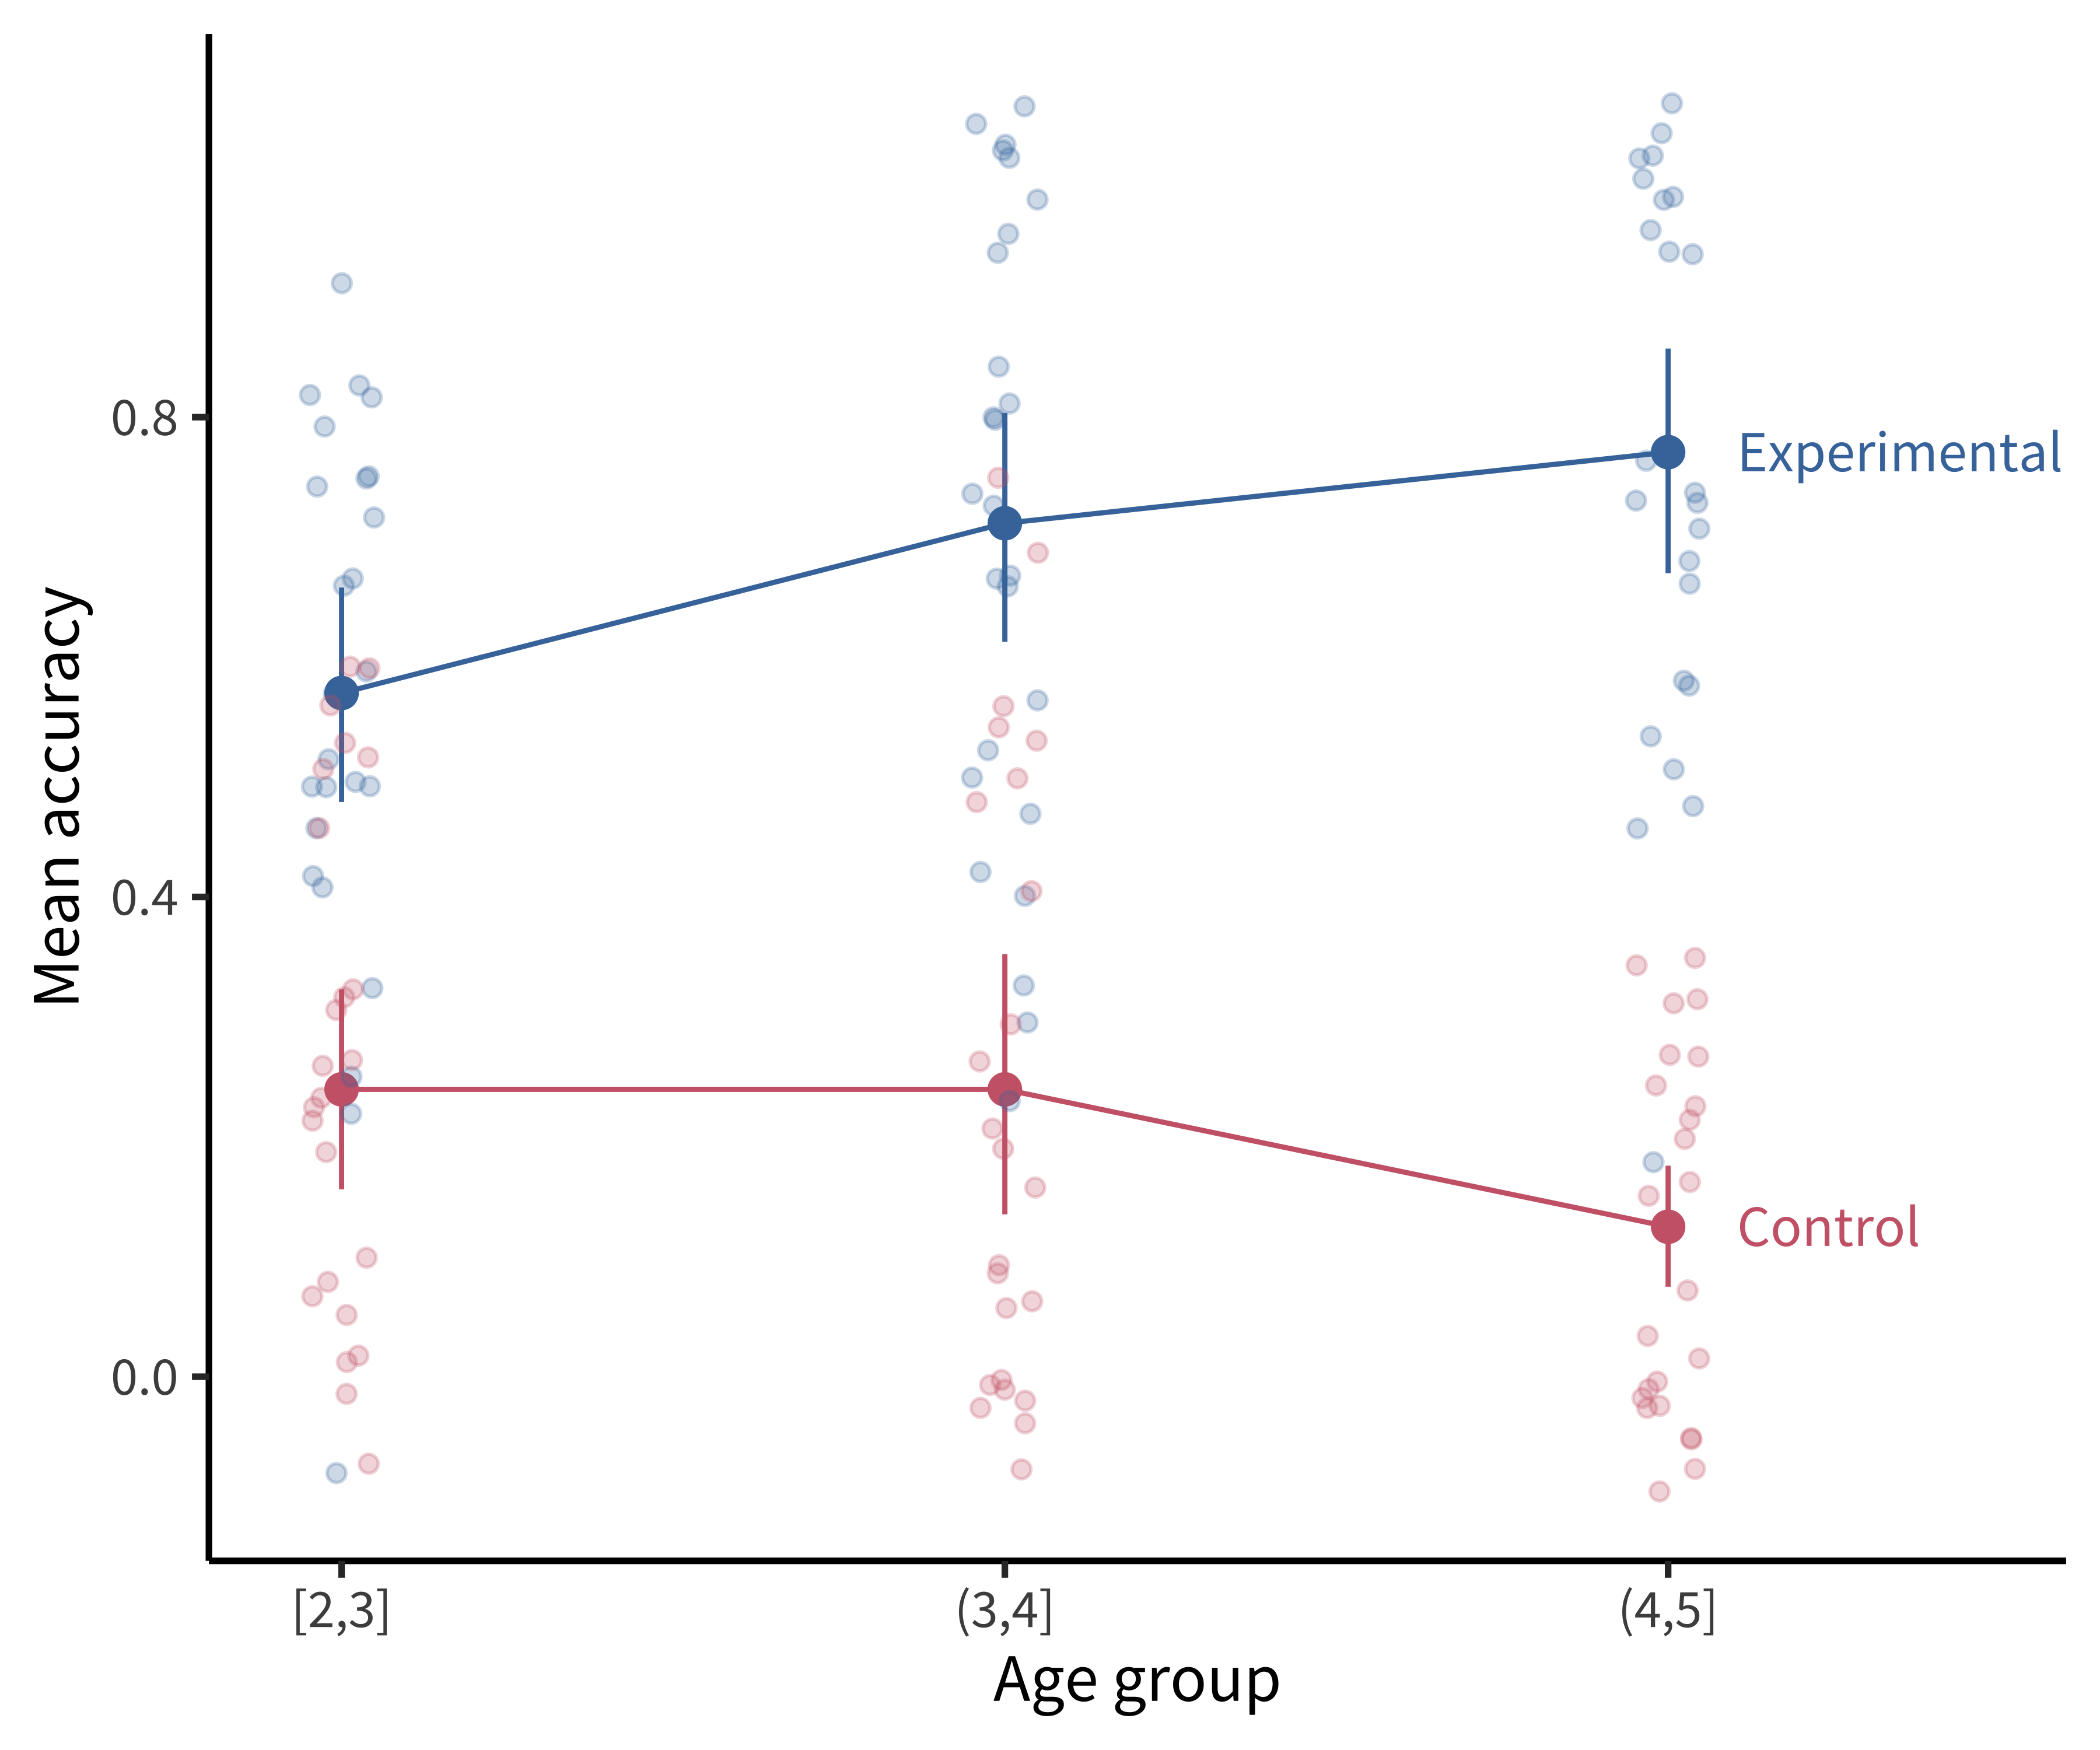 Mean accuracy
0.8
0.4
0.0
Experimental
Control
[2,3]
(3,4]
(4,5]
Age group